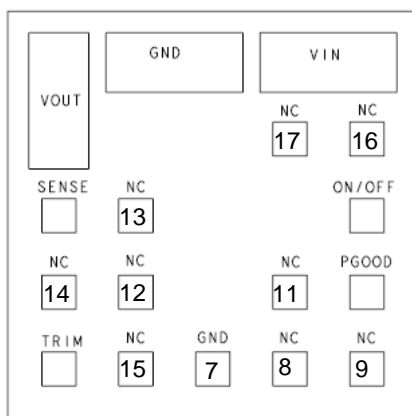 GND VIN
VOUT
NC NC
17 16
SENSE NC ON/OFF
13
NC NC NC PGOOD
14 12 11
TRIM NC GND NC NC
15 7 8 9